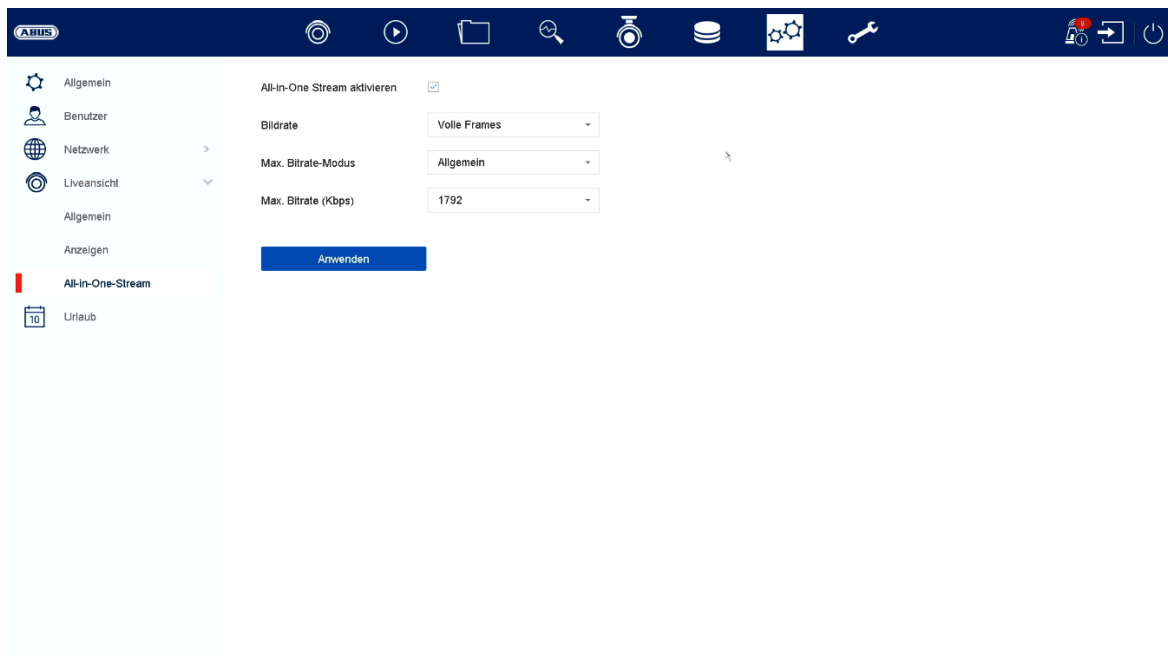 ABUS
Allgemein
Benutzer
Netzwerk
Liveansicht
Allgemein
Anzeigen
All-in-One-Stream
10
Urlaub
All-in-One Stream aktivieren
Bildrate
Volle Frames
Max. Bitrate-Modus
Allgemein
Max. Bitrate (Kbps)
1792
Anwenden